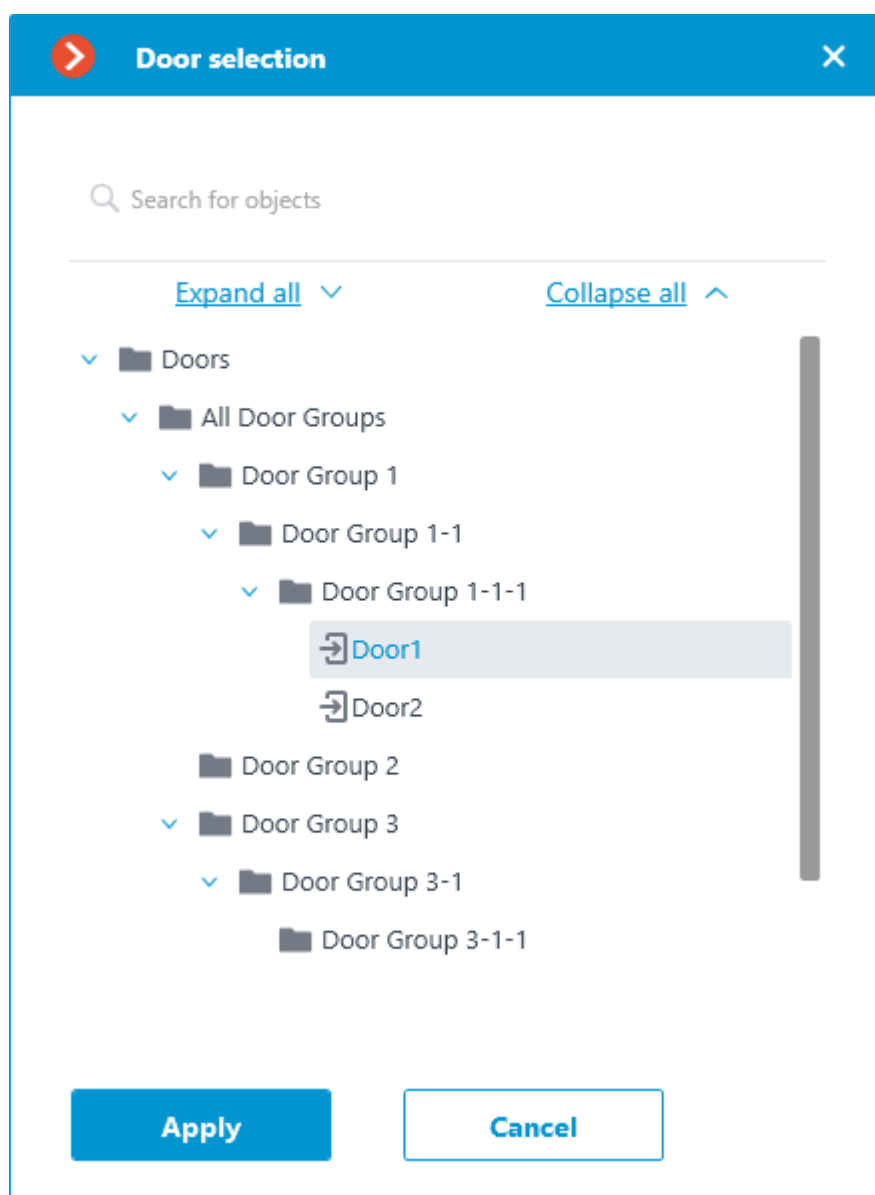 Door selection
Search for objects
Expand all Collapse all
Doors
All Door Groups
Door Group 1
Door Group 1-1
Door Group 1-1-1
Door1
Door2
Door Group 2
Door Group 3
Door Group 3-1
Door Group 3-1-1
Apply Cancel